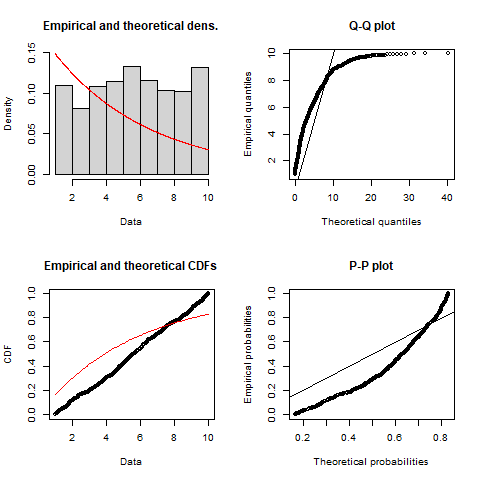 Empirical and theoretical dens.
Density
0.00 0.05 0.10 0.15
2 4 6 8 10
Data
Q-Q plot
Empirical quantiles
2 4 6 8 10
0 10 20 30 40
Theoretical quantiles
Empirical and theoretical CDFs
CDF
0.0 0.2 0.4 0.6 0.8 1.0
2 4 6 8 10
Data
P-P plot
Empirical probabilities
0.0 0.2 0.4 0.6 0.8 1.0
0.2 0.4 0.6 0.8
Theoretical probabilities